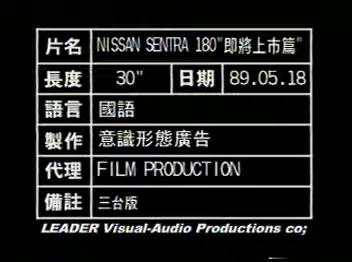 片名 NISSAN SENTRA 180"即將上市篇"
長度 30" 日期 89.05.18
語言 國語
製作 意識形態廣告
代理 FILM PRODUCTION
備註 三台版
LEADER Visual-Audio Productions co;